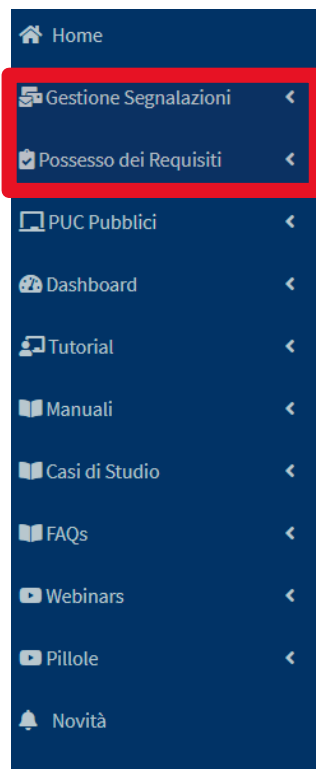 Home
Gestione Segnalazioni
Possesso dei Requisiti
PUC Pubblici
Dashboard
Tutorial
Manuali
Casi di Studio
FAQs
Webinars
Pillole
Novità